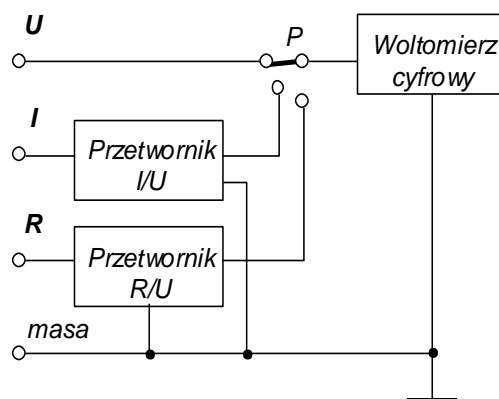 U
P
Woltomierz
cyfrowy
I
Przetwornik
I/U
R
Przetwornik
R/U
masa